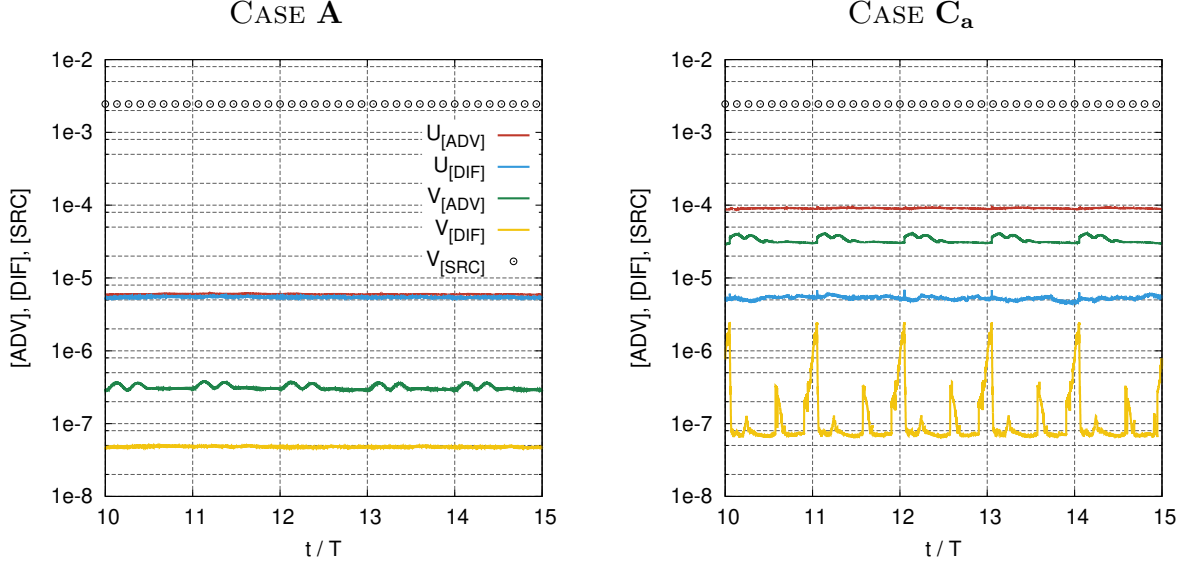 CASE A
CASE Ca
[ADV], [DIF], [SRC]
1e-2
1e-3
1e-4
1e-5
1e-6
1e-7
1e-8
U[ADV]
U[DIF]
V[ADV]
V[DIF]
V[SRC]
10
11
12
13
14
15
t / T
[ADV], [DIF], [SRC]
1e-2
1e-3
1e-4
1e-5
1e-6
1e-7
1e-8
10
11
12
13
14
15
t / T